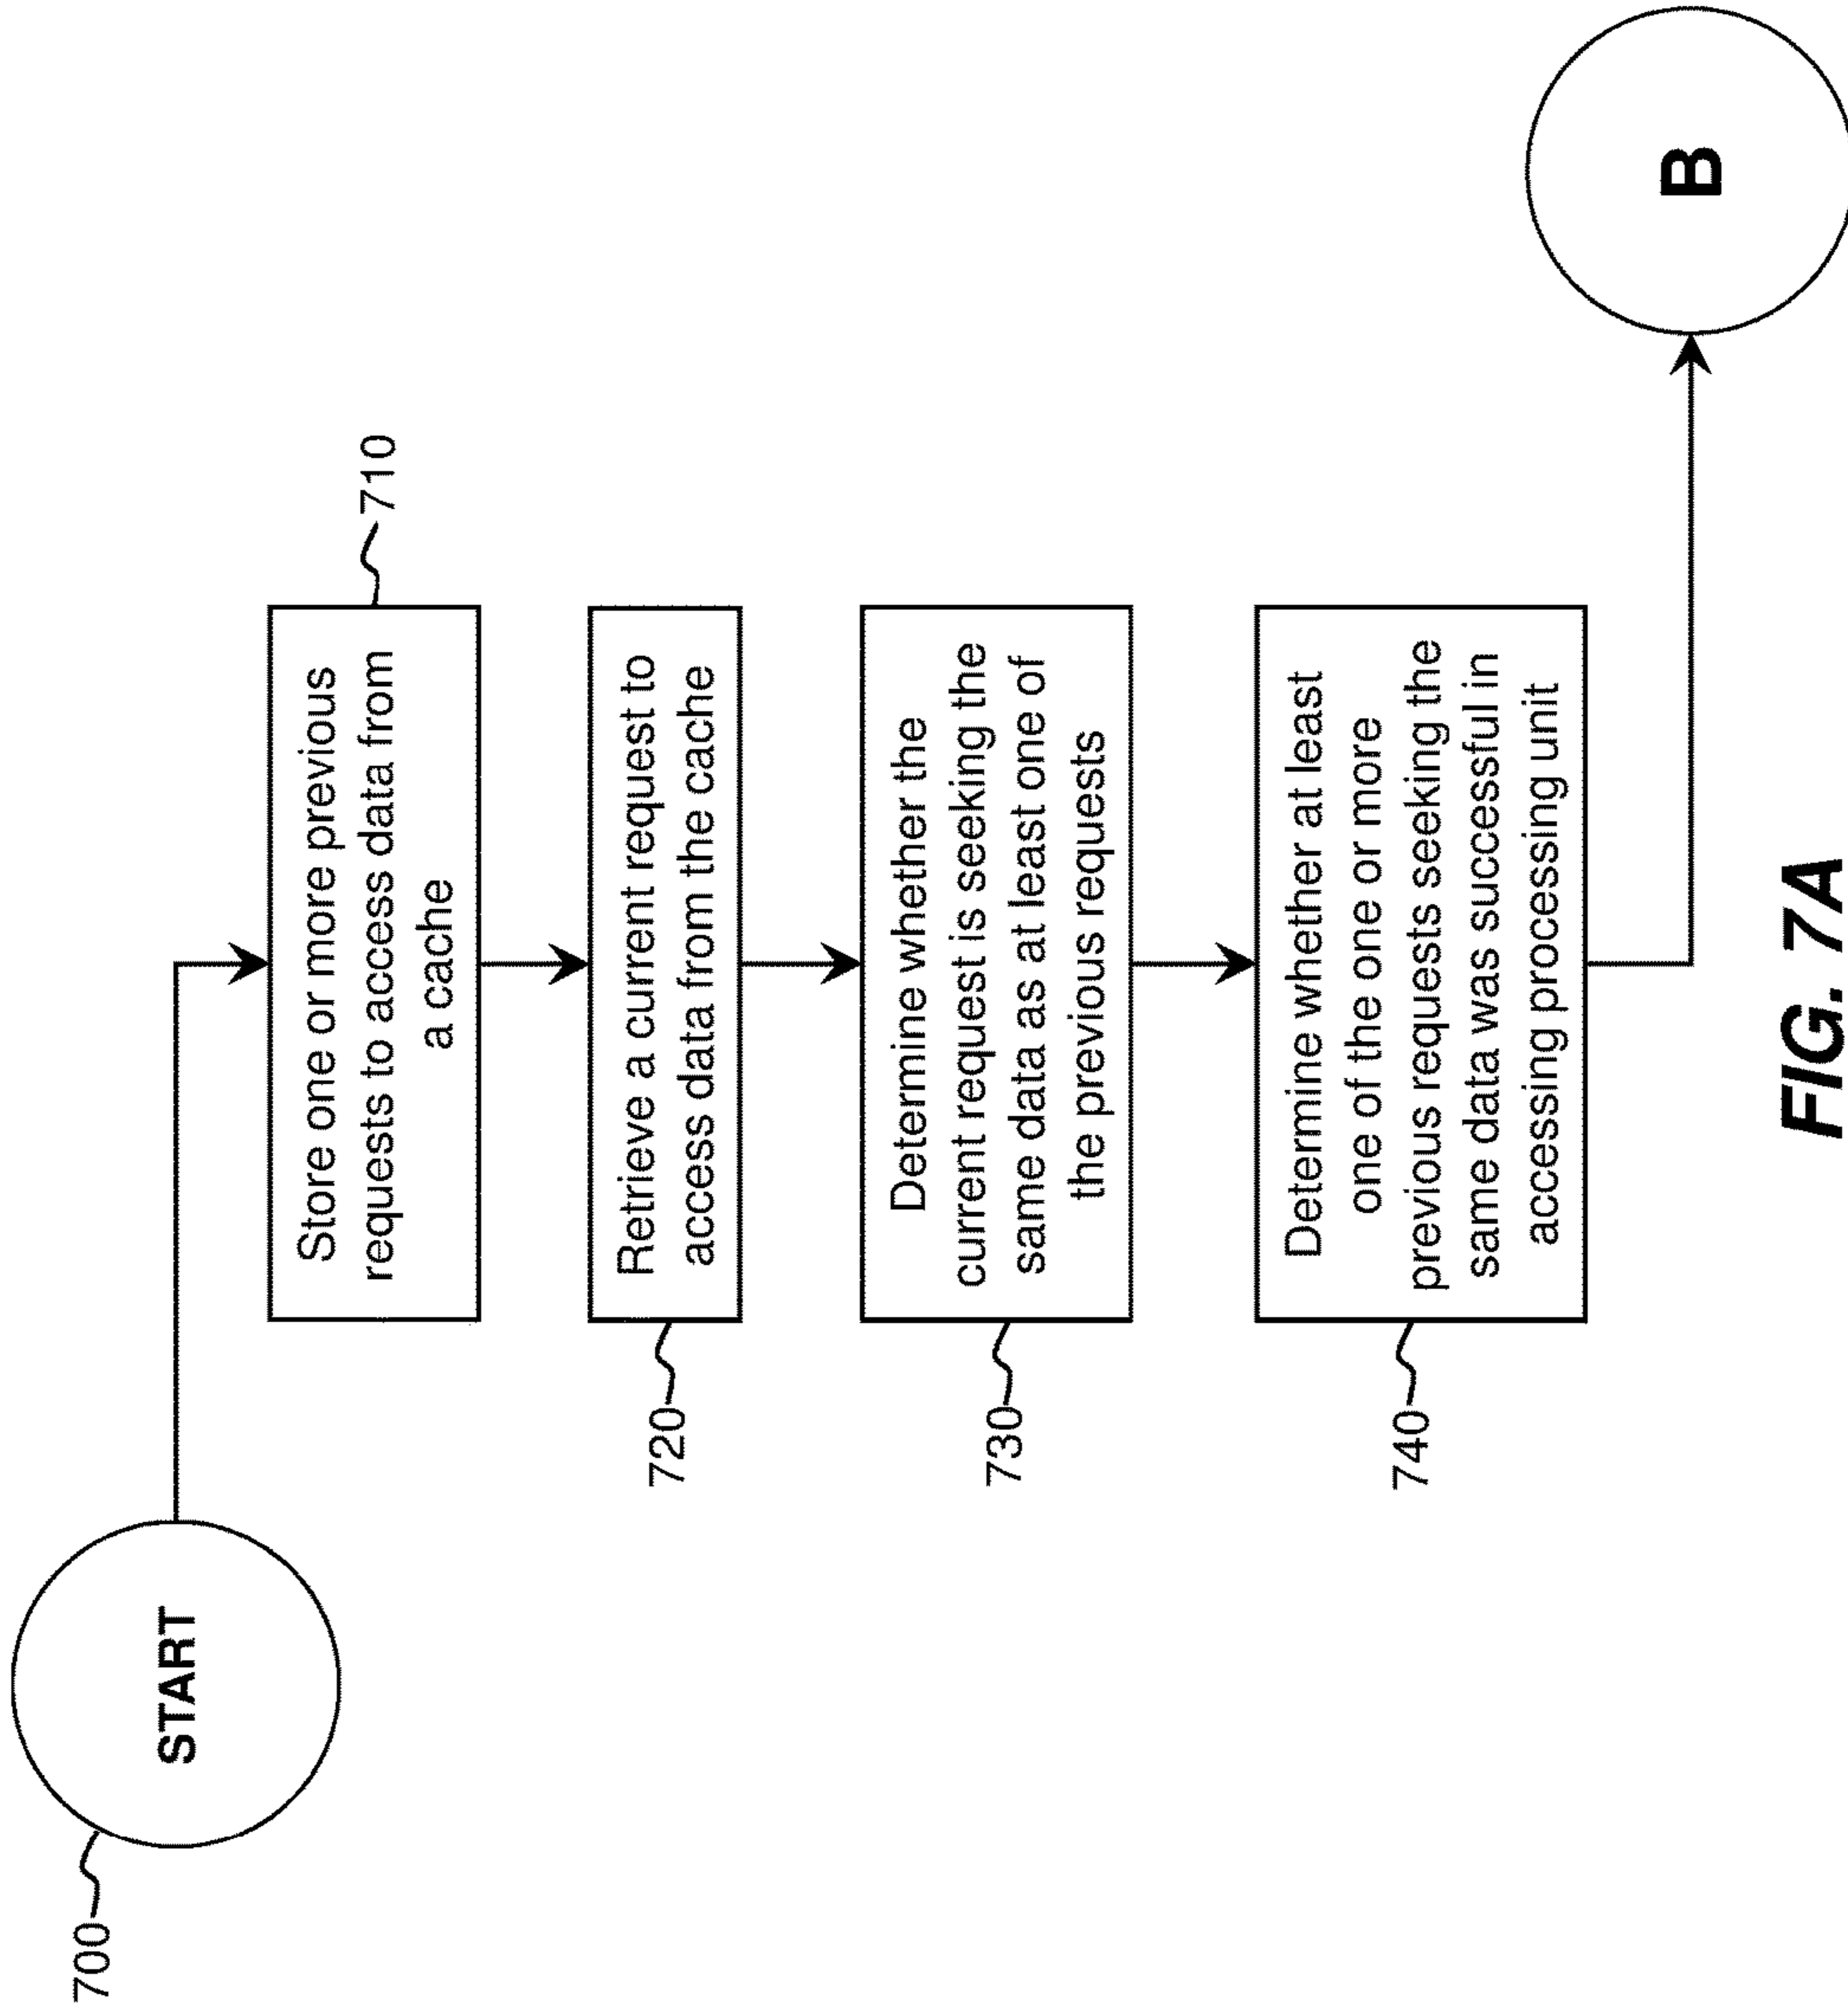 700
START
Store one or more previous
requests to access data from
a cache
710
Retrieve a current request to
access data from the cache
720
Determine whether the
current request is seeking the
same data as at least one of
the previous requests
730
Determine whether at least
one of the one or more
previous requests seeking the
same data was successful in
accessing processing unit
740
B
FIG. 7A